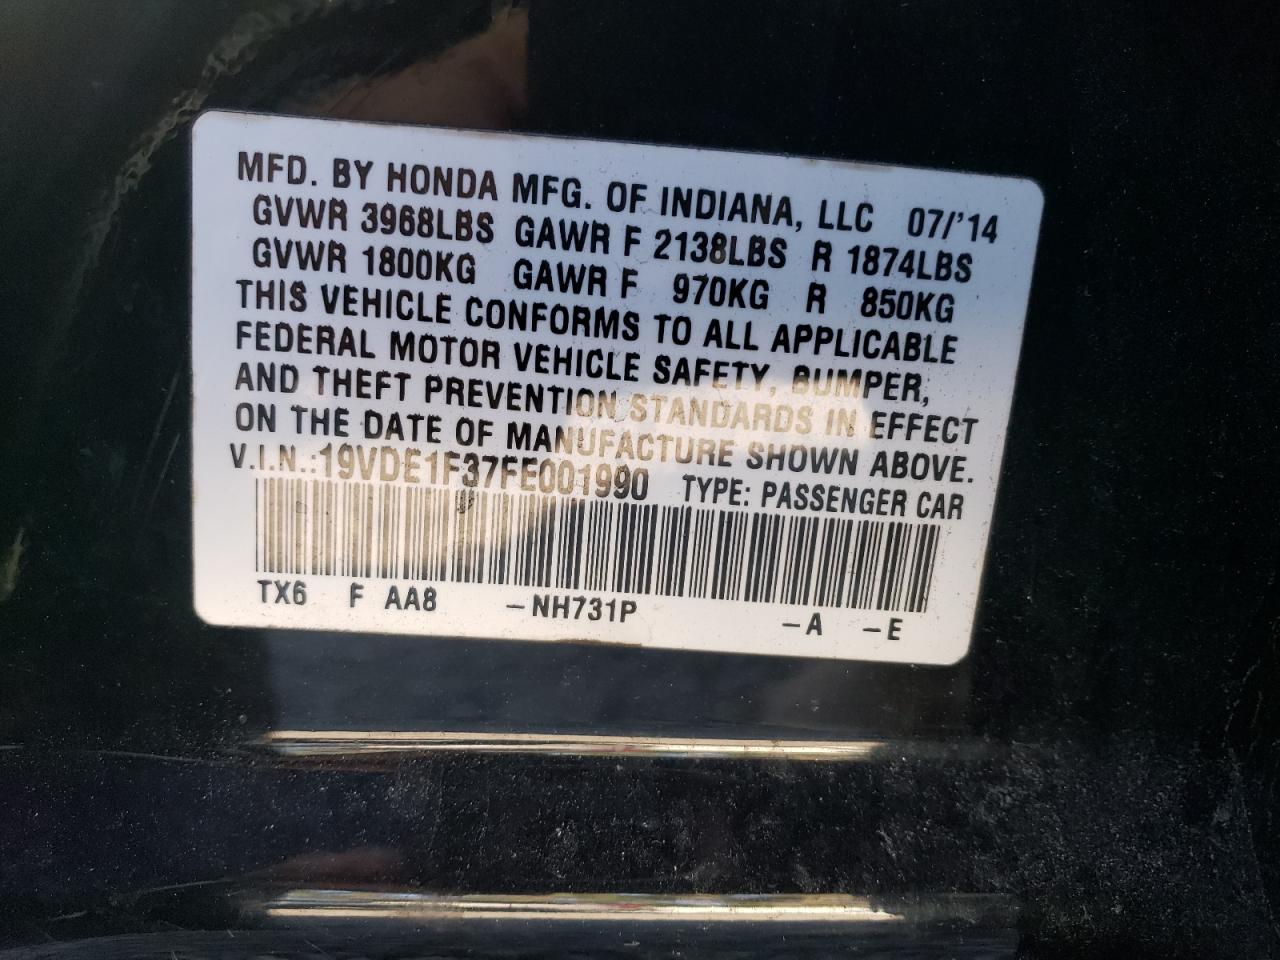 MFD. BY HONDA MFG. OF INDIANA, LLC 07/'14
GVWR 3968LBS GAWR F 2138LBS R 1874LBS
GVWR 1800KG GAWR F 970KG R 850KG
THIS VEHICLE CONFORMS TO ALL APPLICABLE
FEDERAL MOTOR VEHICLE SAFETY, BUMPER,
AND THEFT PREVENTION STANDARDS IN EFFECT
ON THE DATE OF MANUFACTURE SHOWN ABOVE.
V.I.N.:19VDE1F37FE001990 TYPE: PASSENGER CAR
TX6 F AA8 -NH731P -A -E